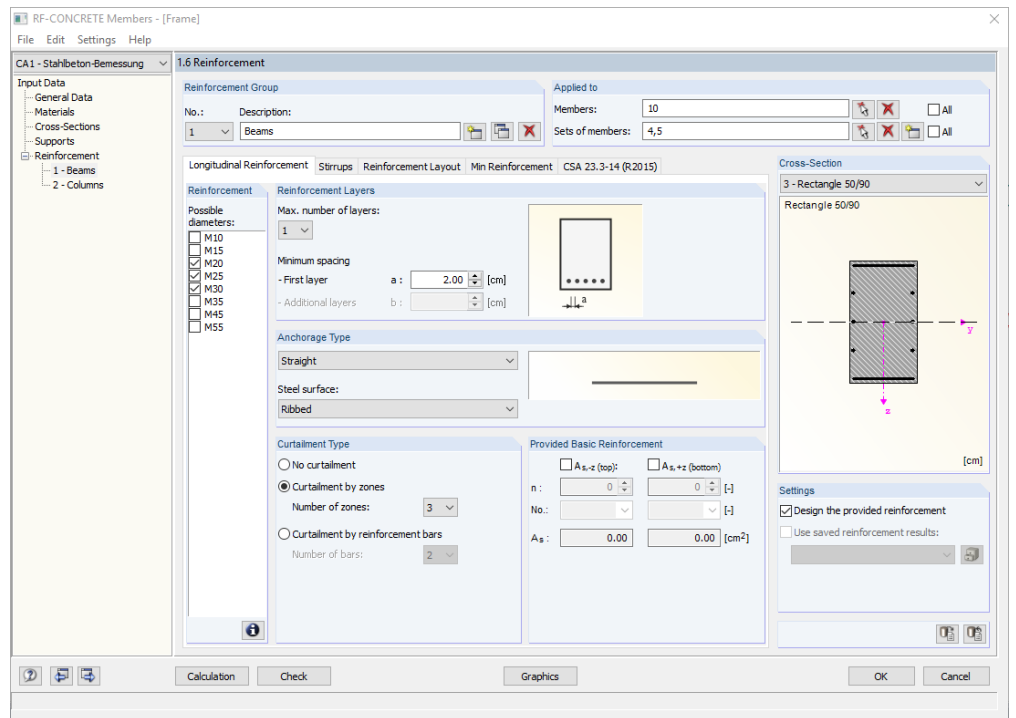 RF-CONCRETE Members - [Frame]
File Edit Settings Help
CA1 - Stahlbeton-Bemessung
Input Data
General Data
Materials
Cross-Sections
Supports
Reinforcement
1 - Beams
2 - Columns
1.6 Reinforcement
Reinforcement Group
No.: Description:
1 Beams
Applied to
Members: 10 All
Sets of members: 4,5 All
Longitudinal Reinforcement Stirrups Reinforcement Layout Min Reinforcement CSA 23.3-14 (R2015)
Reinforcement
Possible
diameters:
M10
M15
M20
M25
M30
M35
M45
M55
Reinforcement Layers
Max. number of layers:
1
Minimum spacing
- First layer a : 2.00 [cm]
- Additional layers b : [cm]
a
Anchorage Type
Straight
Steel surface:
Ribbed
Curtailment Type
No curtailment
Curtailment by zones
Number of zones: 3
Curtailment by reinforcement bars
Number of bars: 2
Provided Basic Reinforcement
As,-z (top): As,+z (bottom)
n : 0 0 [-]
No.: [-]
As : 0.00 0.00 [cm2]
Cross-Section
3 - Rectangle 50/90
Rectangle 50/90
y
z
[cm]
Settings
Design the provided reinforcement
Use saved reinforcement results:
Calculation Check Graphics OK Cancel